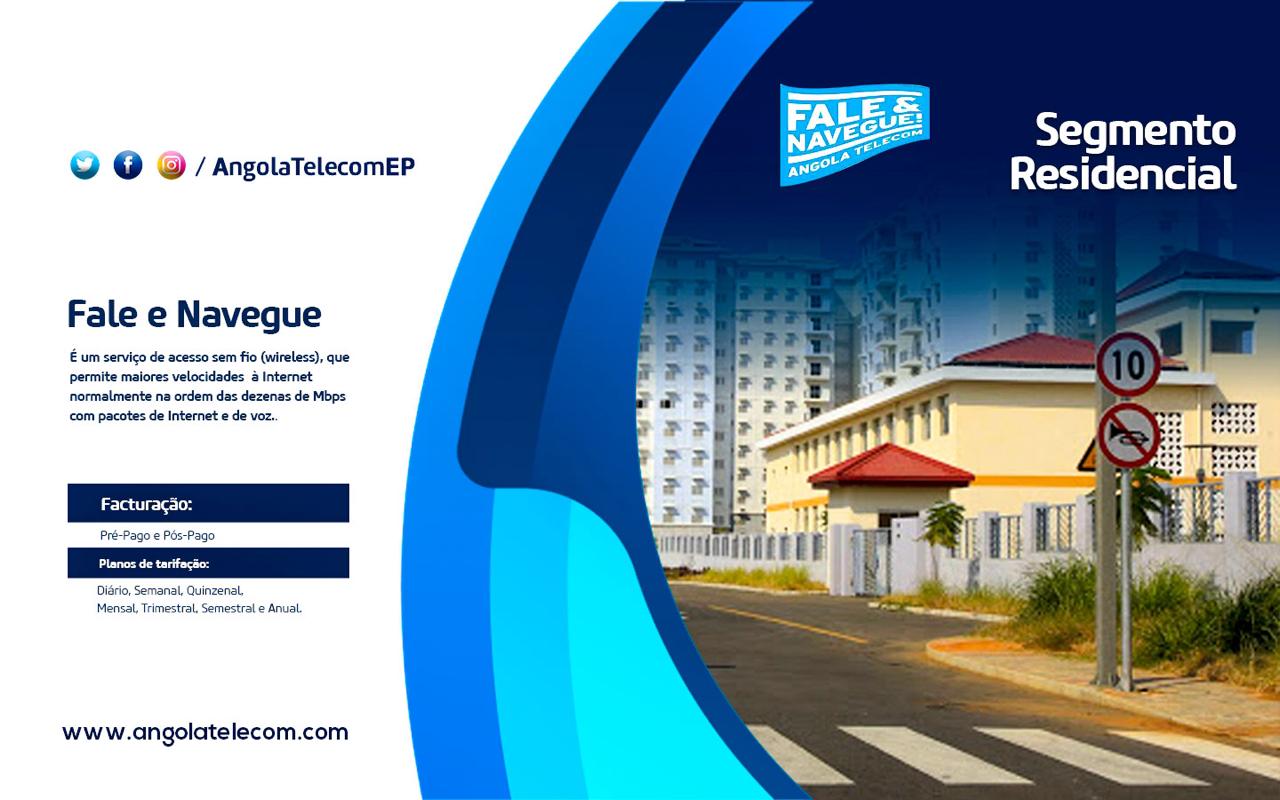 / AngolaTelecomEP
Fale e Navegue
É um serviço de acesso sem fio (wireless), que
permite maiores velocidades à Internet
normalmente na ordem das dezenas de Mbps
com pacotes de Internet e de voz..
Facturação:
Pré-Pago e Pós-Pago
Planos de tarifação:
Diário, Semanal, Quinzenal,
Mensal, Trimestral, Semestral e Anual.
www.angolatelecom.com
FALE &
NAVEGUE!
ANGOLA TELECOM
Segmento
Residencial
10